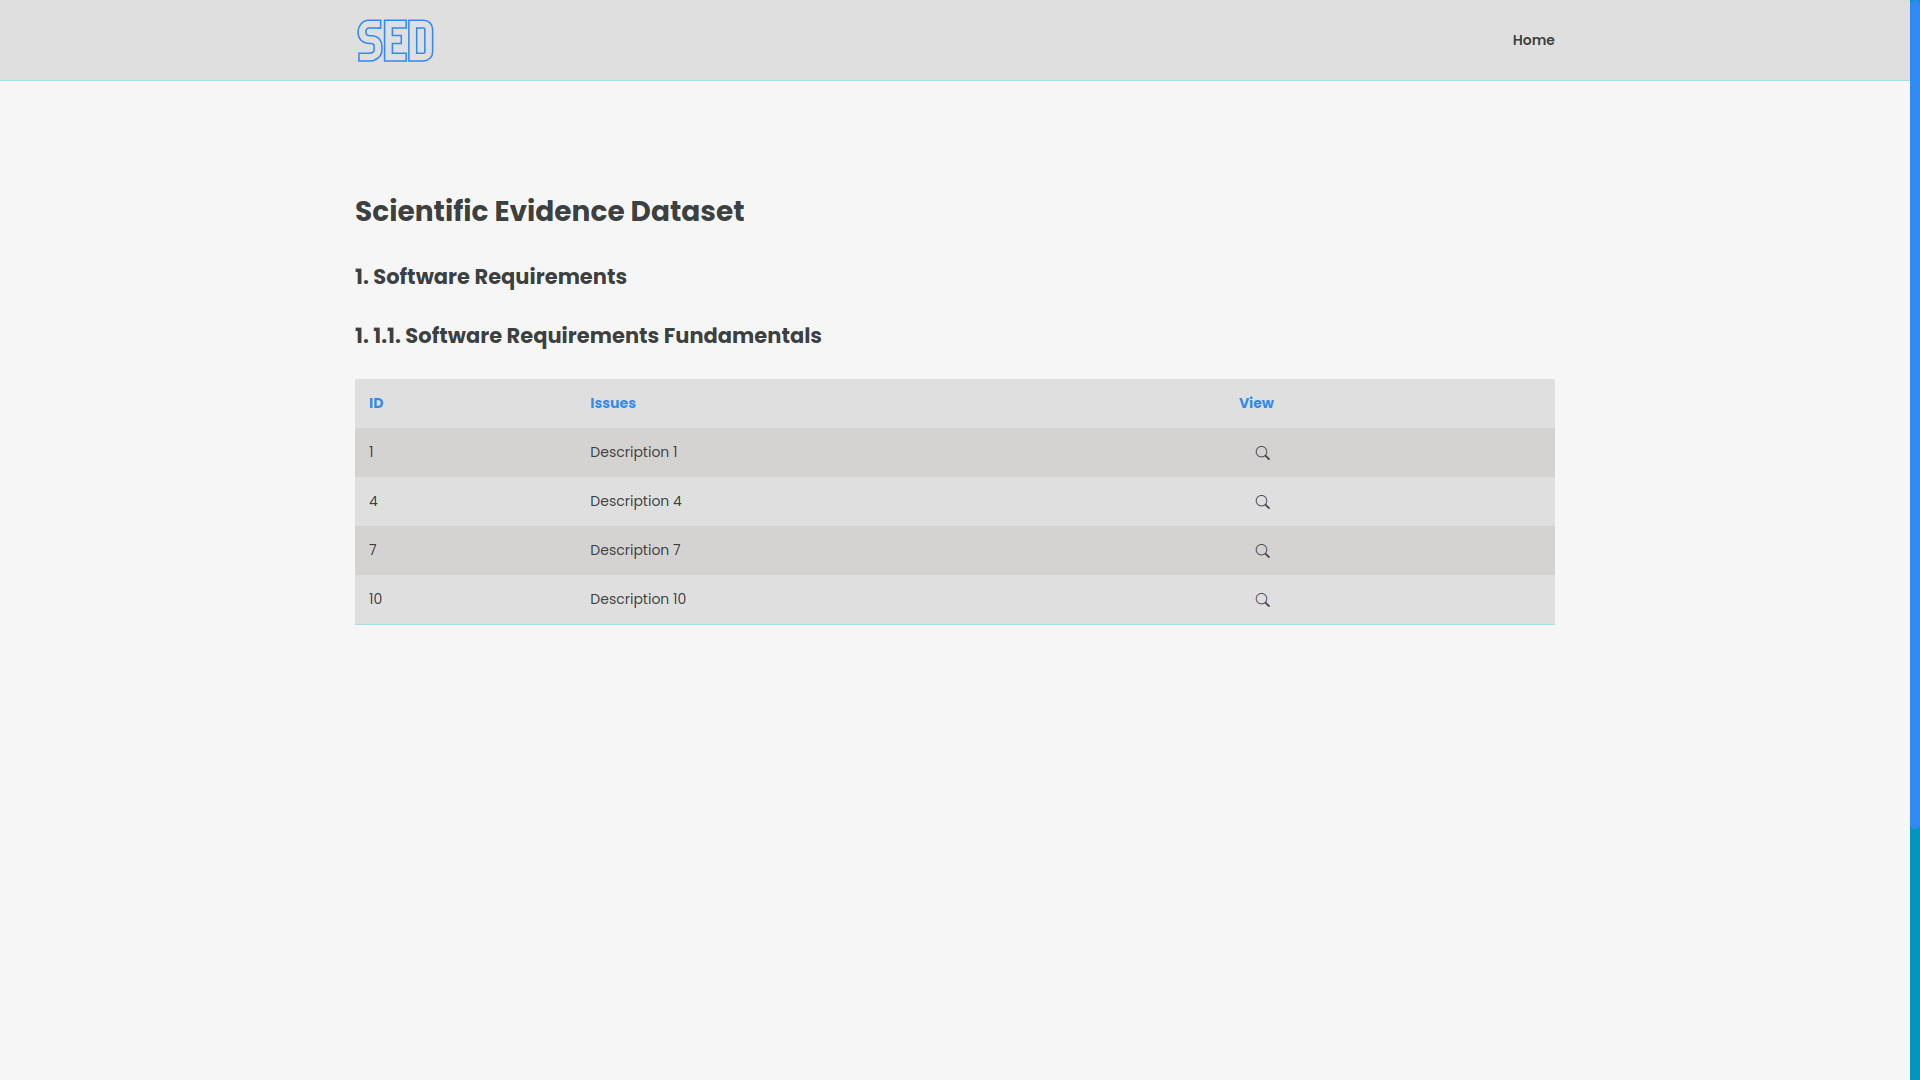 SED
Home
Scientific Evidence Dataset
1. Software Requirements
1. 1.1. Software Requirements Fundamentals
ID Issues View
1 Description 1
4 Description 4
7 Description 7
10 Description 10